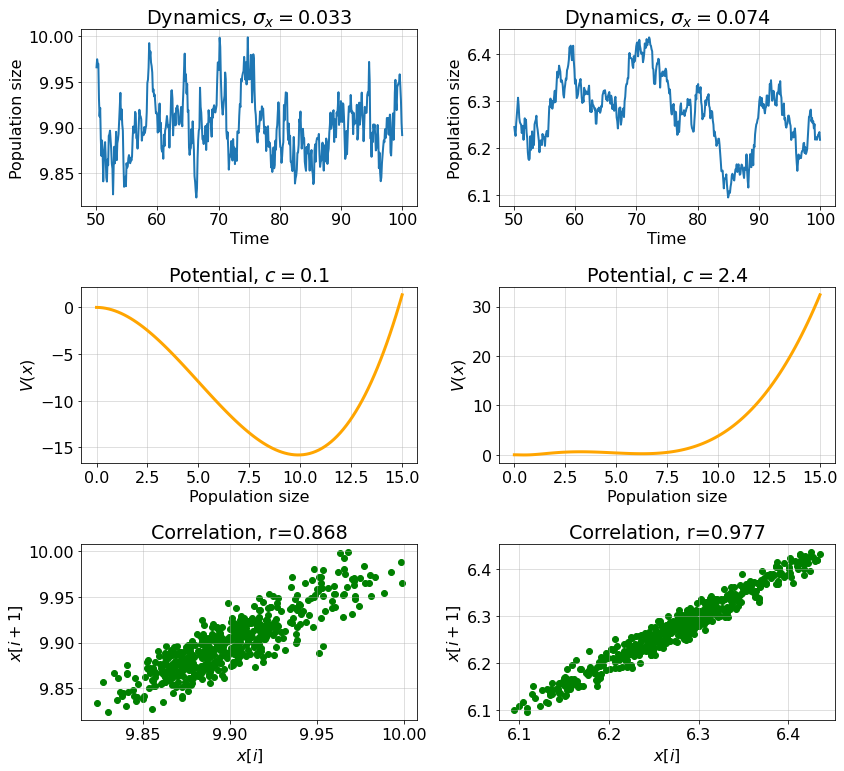 Dynamics, σx = 0.033
Population size
10.00
9.95
9.90
9.85
50 60 70 80 90 100
Time
Dynamics, σx = 0.074
Population size
6.4
6.3
6.2
6.1
50 60 70 80 90 100
Time
Potential, c = 0.1
V(x)
0
−5
−10
−15
0.0 2.5 5.0 7.5 10.0 12.5 15.0
Population size
Potential, c = 2.4
V(x)
30
20
10
0
0.0 2.5 5.0 7.5 10.0 12.5 15.0
Population size
Correlation, r=0.868
x[i + 1]
10.00
9.95
9.90
9.85
9.85 9.90 9.95 10.00
x[i]
Correlation, r=0.977
x[i + 1]
6.4
6.3
6.2
6.1
6.1 6.2 6.3 6.4
x[i]